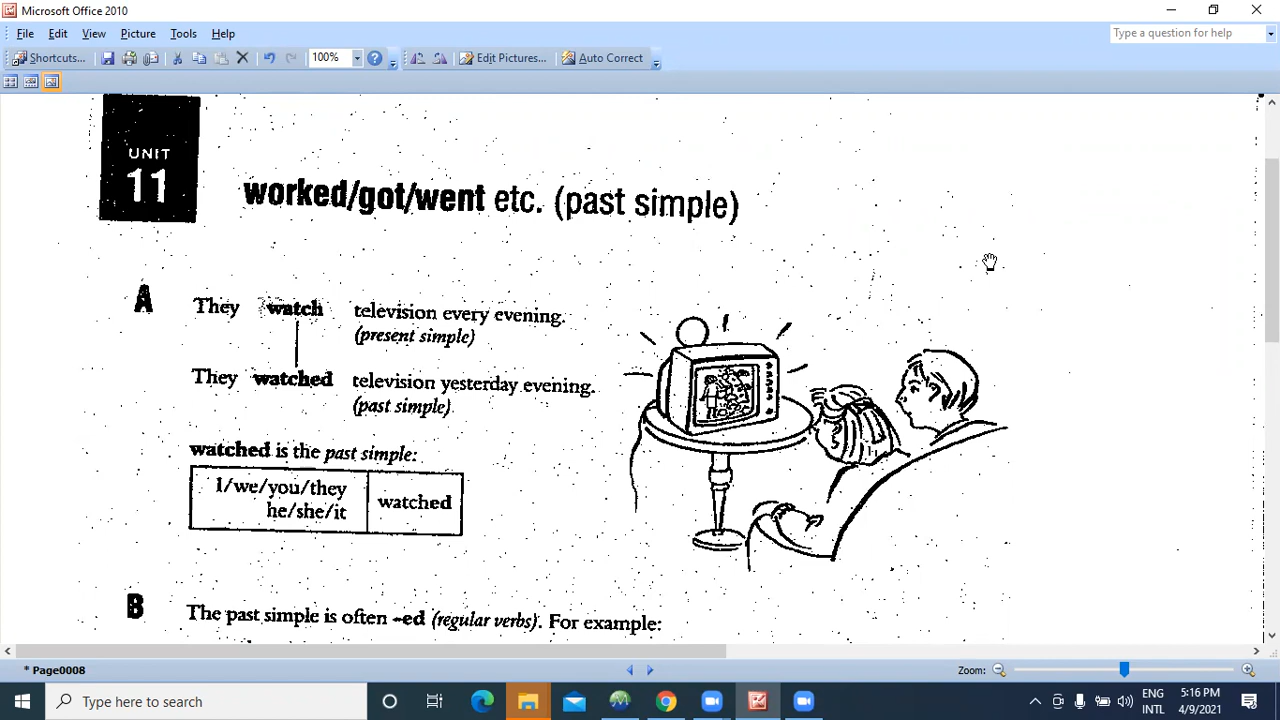 Microsoft Office 2010
File Edit View Picture Tools Help
Type a question for help
Shortcuts... 100% Edit Pictures... Auto Correct
UNIT
11
worked/got/went etc. (past simple)
A
They watch television every evening.
(present simple)
They watched television yesterday evening.
(past simple)
watched is the past simple:
I/we/you/they
he/she/it
watched
B
The past simple is often -ed (regular verbs). For example:
* Page0008
Zoom:
Type here to search
ENG
INTL
5:16 PM
4/9/2021